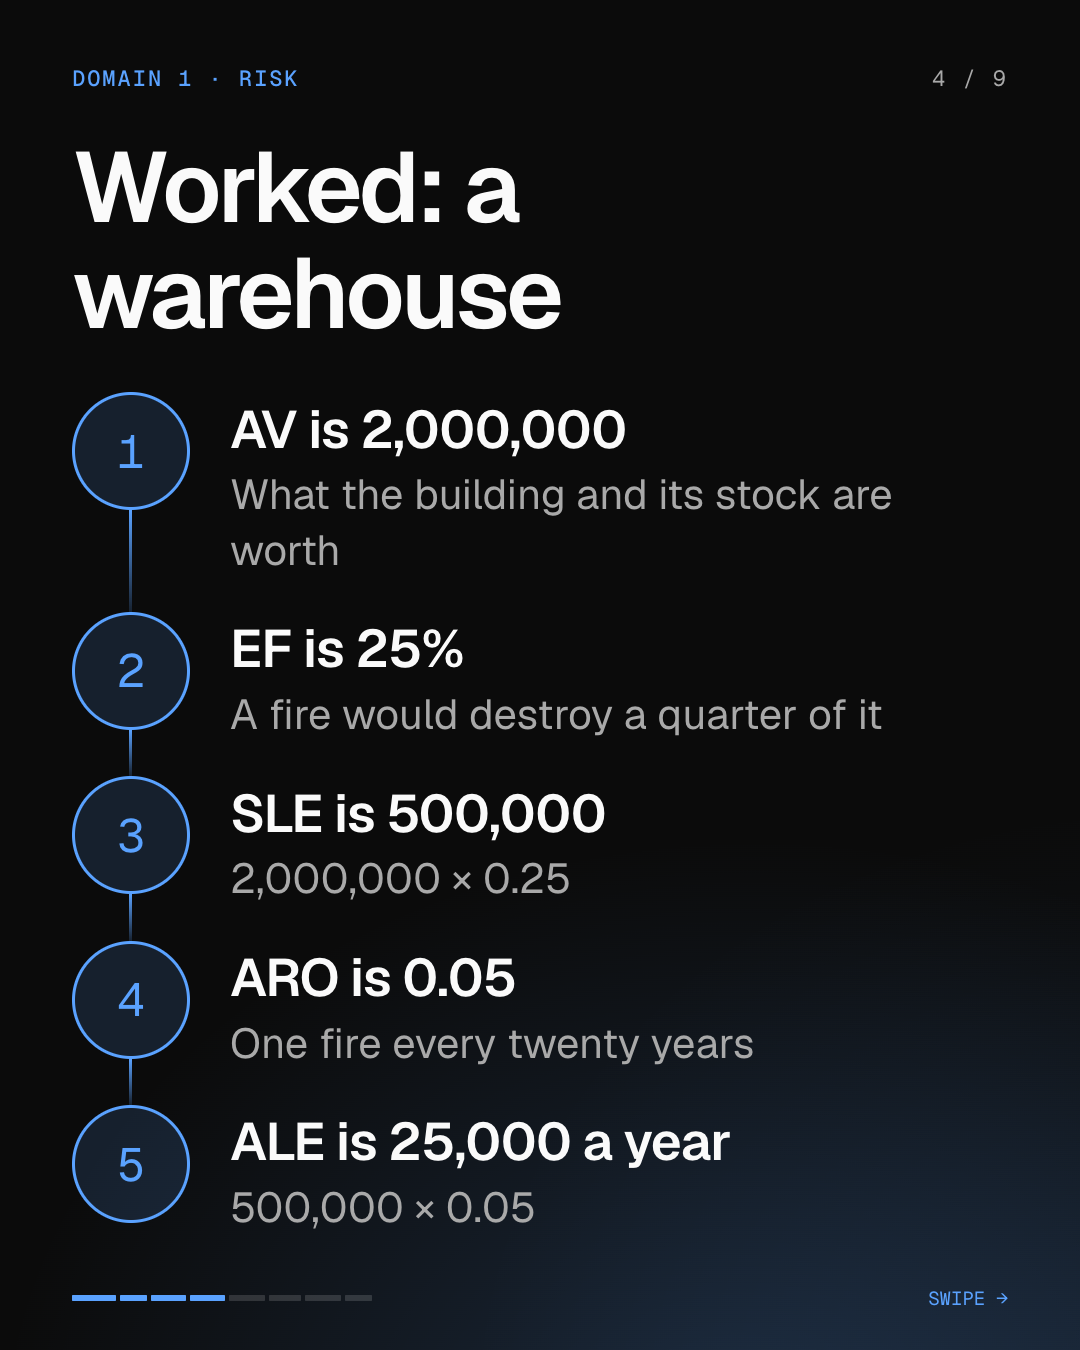 DOMAIN 1 · RISK
4 / 9
Worked: a
warehouse
1
AV is 2,000,000
What the building and its stock are
worth
2
EF is 25%
A fire would destroy a quarter of it
3
SLE is 500,000
2,000,000 × 0.25
4
ARO is 0.05
One fire every twenty years
5
ALE is 25,000 a year
500,000 × 0.05
SWIPE →